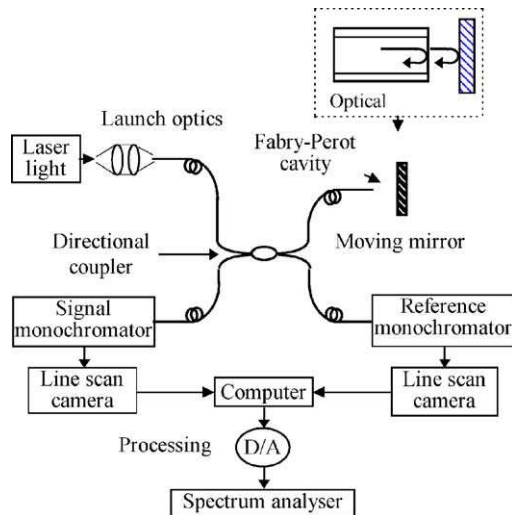 Optical
Launch optics
Laser
light
Fabry-Perot
cavity
Directional
coupler
Moving mirror
Signal
monochromator
Reference
monochromator
Line scan
camera
Computer
Line scan
camera
Processing
D/A
Spectrum analyser